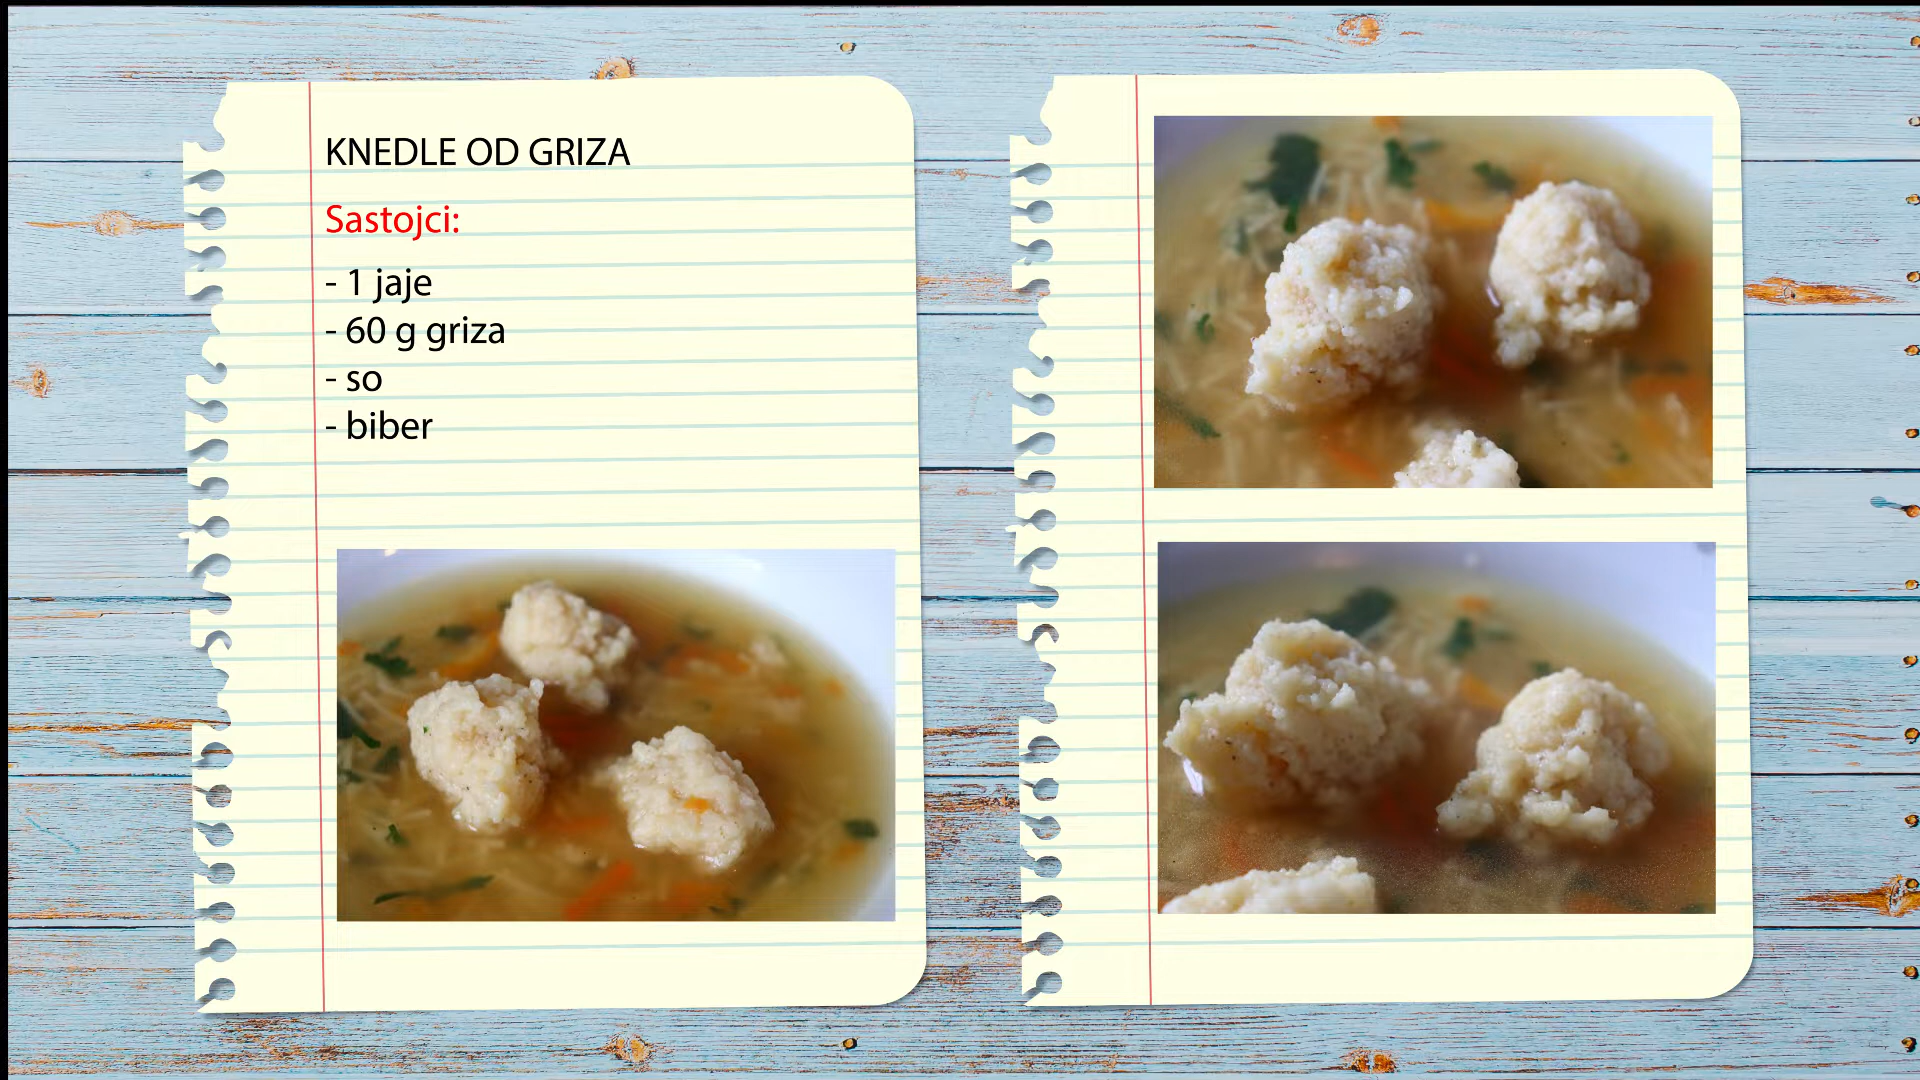 KNEDLE OD GRIZA
Sastojci:
- 1 jaje
- 60 g griza
- so
- biber